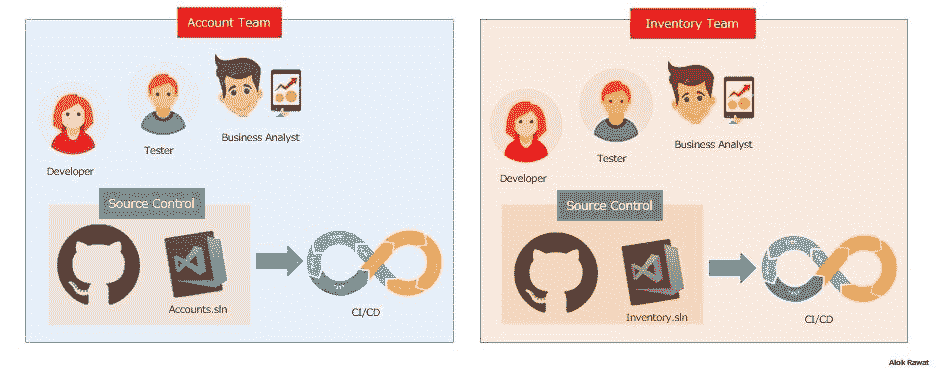 Account Team
Developer
Tester
Business Analyst
Source Control
Accounts.sln
CI/CD
Inventory Team
Developer
Tester
Business Analyst
Source Control
Inventory.sln
CI/CD
Alok Rawat